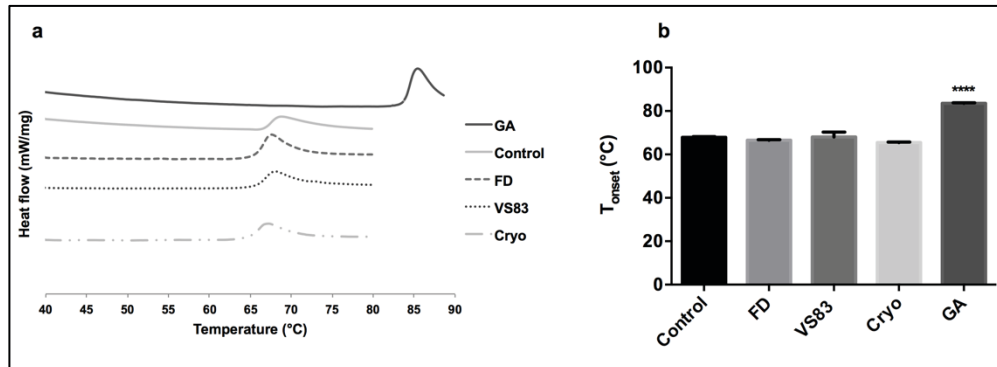 a
Heat flow (mW/mg)
GA
Control
FD
VS83
Cryo
40 45 50 55 60 65 70 75 80 85 90
Temperature (°C)
b
100
80
60
40
20
0
Tonset (°C)
****
Control
FD
VS83
Cryo
GA